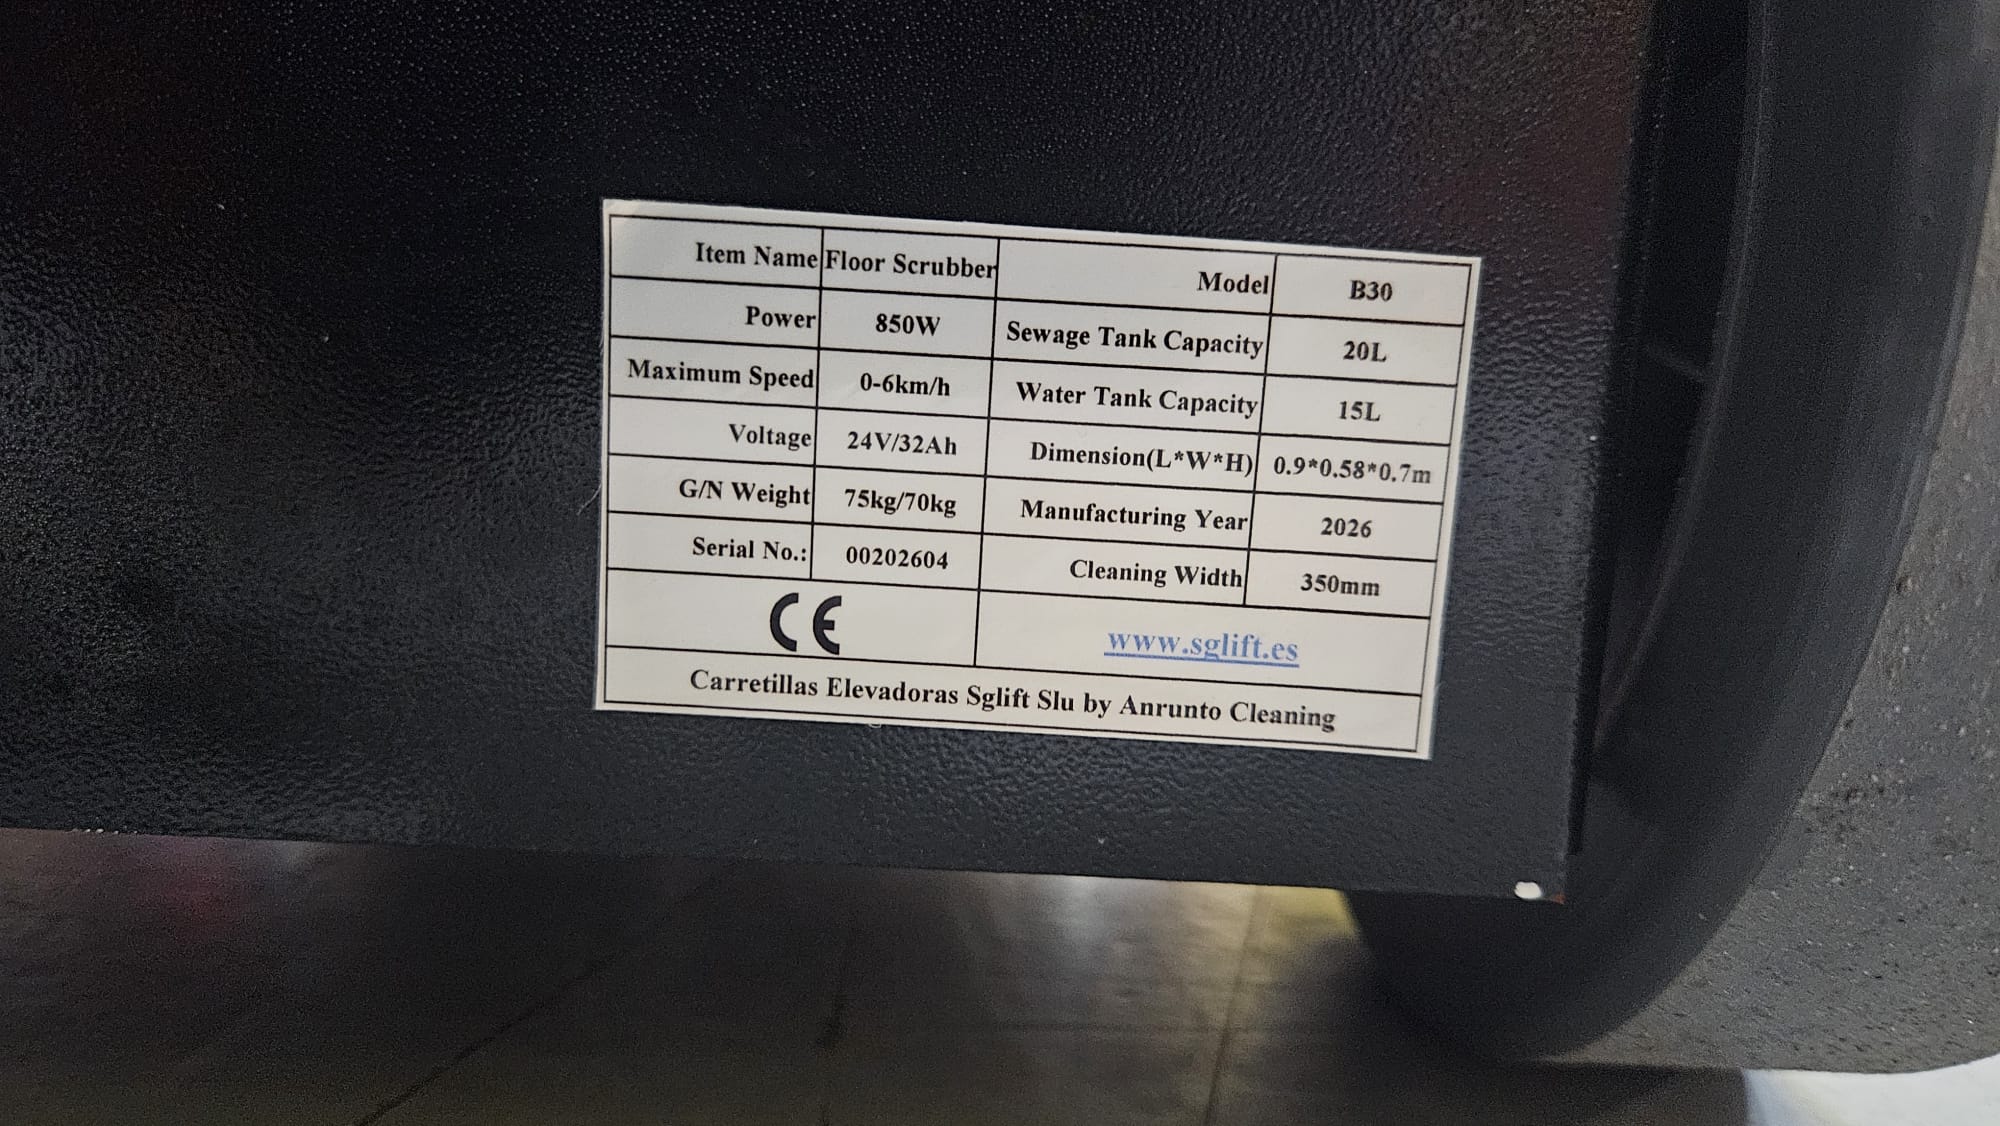 Item Name Floor Scrubber Model B30
Power 850W Sewage Tank Capacity 20L
Maximum Speed 0-6km/h Water Tank Capacity 15L
Voltage 24V/32Ah Dimension(L*W*H) 0.9*0.58*0.7m
G/N Weight 75kg/70kg Manufacturing Year 2026
Serial No.: 00202604 Cleaning Width 350mm
CE www.sglift.es
Carretillas Elevadoras Sglift Slu by Anrunto Cleaning